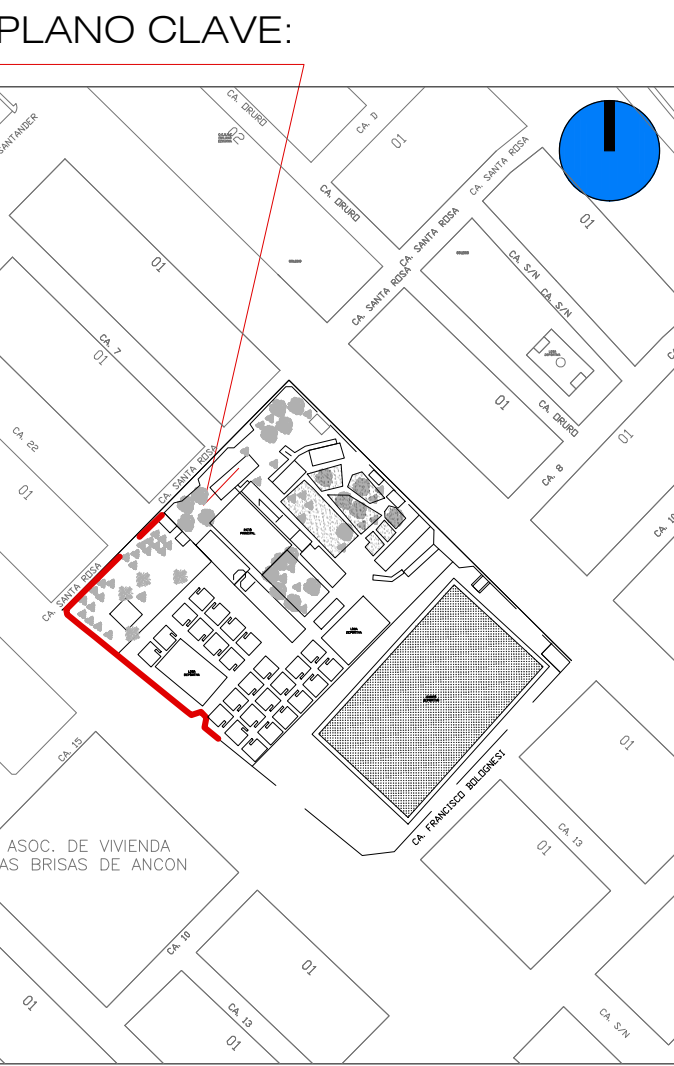 PLANO CLAVE:
SANTANDER
CA. ORURO
02
CA. D
01
CA. SANTA ROSA
CA. ORURO
01
CA. SANTA ROSA
CA. SANTA ROSA
01
CA. S/N
CA. S/N
CA. 7
01
01
CA. ORURO
01
CA. 22
CA. SANTA ROSA
CA. 8
01
CA. SANTA ROSA
CA. 15
01
CA. FRANCISCO BOLOGNESI
CA. 13
01
ASOC. DE VIVIENDA
AS BRISAS DE ANCON
CA. 10
01
01
CA. 13
01
CA. S/N